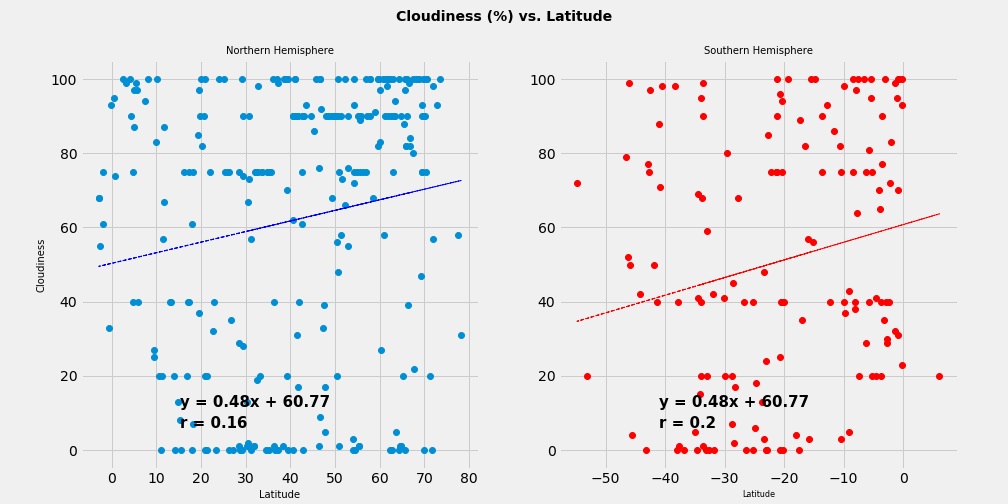 Cloudiness (%) vs. Latitude
Northern Hemisphere
Southern Hemisphere
Cloudiness
100
80
60
40
20
0
y = 0.48x + 60.77
r = 0.16
0 10 20 30 40 50 60 70 80
Latitude
100
80
60
40
20
0
y = 0.48x + 60.77
r = 0.2
−50 −40 −30 −20 −10 0
Latitude